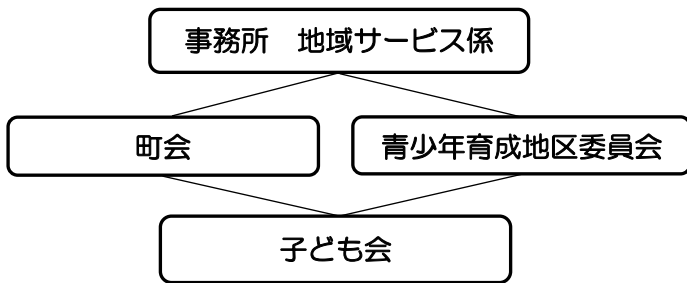 事務所　地域サービス係
町会
青少年育成地区委員会
子ども会